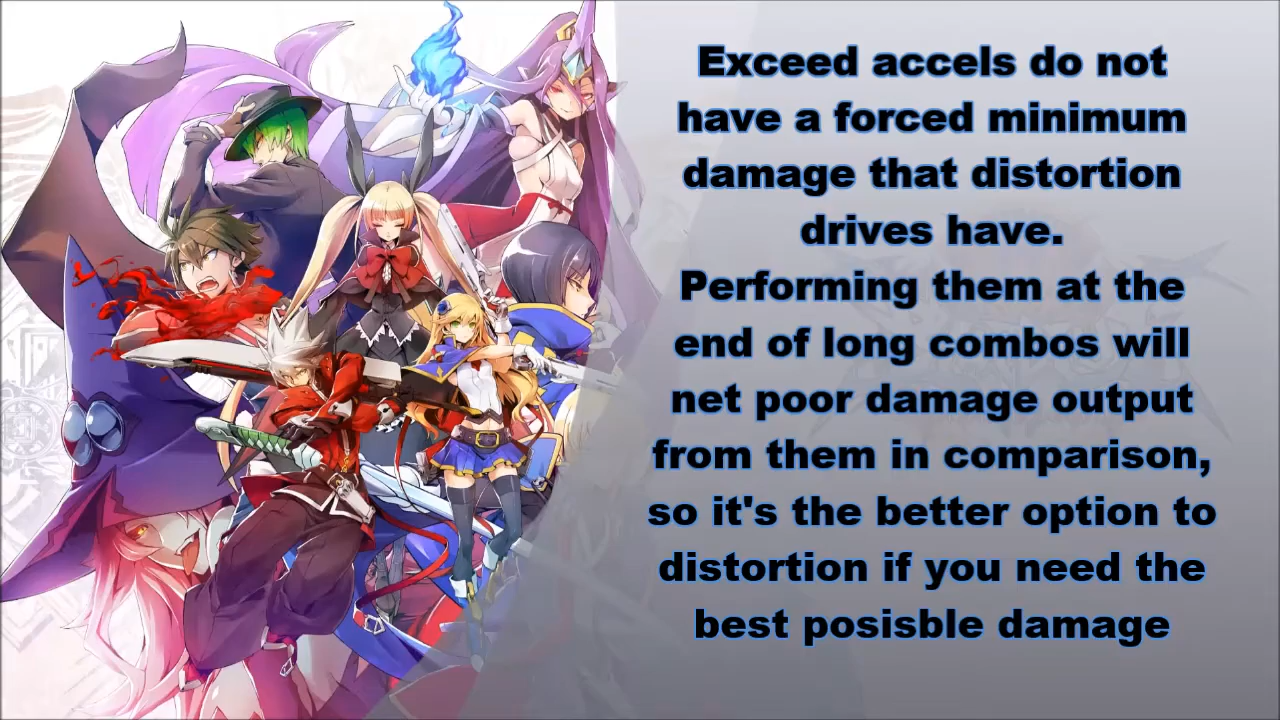 Exceed accels do not
have a forced minimum
damage that distortion
drives have.
Performing them at the
end of long combos will
net poor damage output
from them in comparison,
so it's the better option to
distortion if you need the
best posisble damage